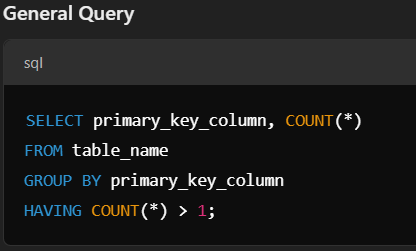 General Query
sql
SELECT primary_key_column, COUNT(*)
FROM table_name
GROUP BY primary_key_column
HAVING COUNT(*) > 1;